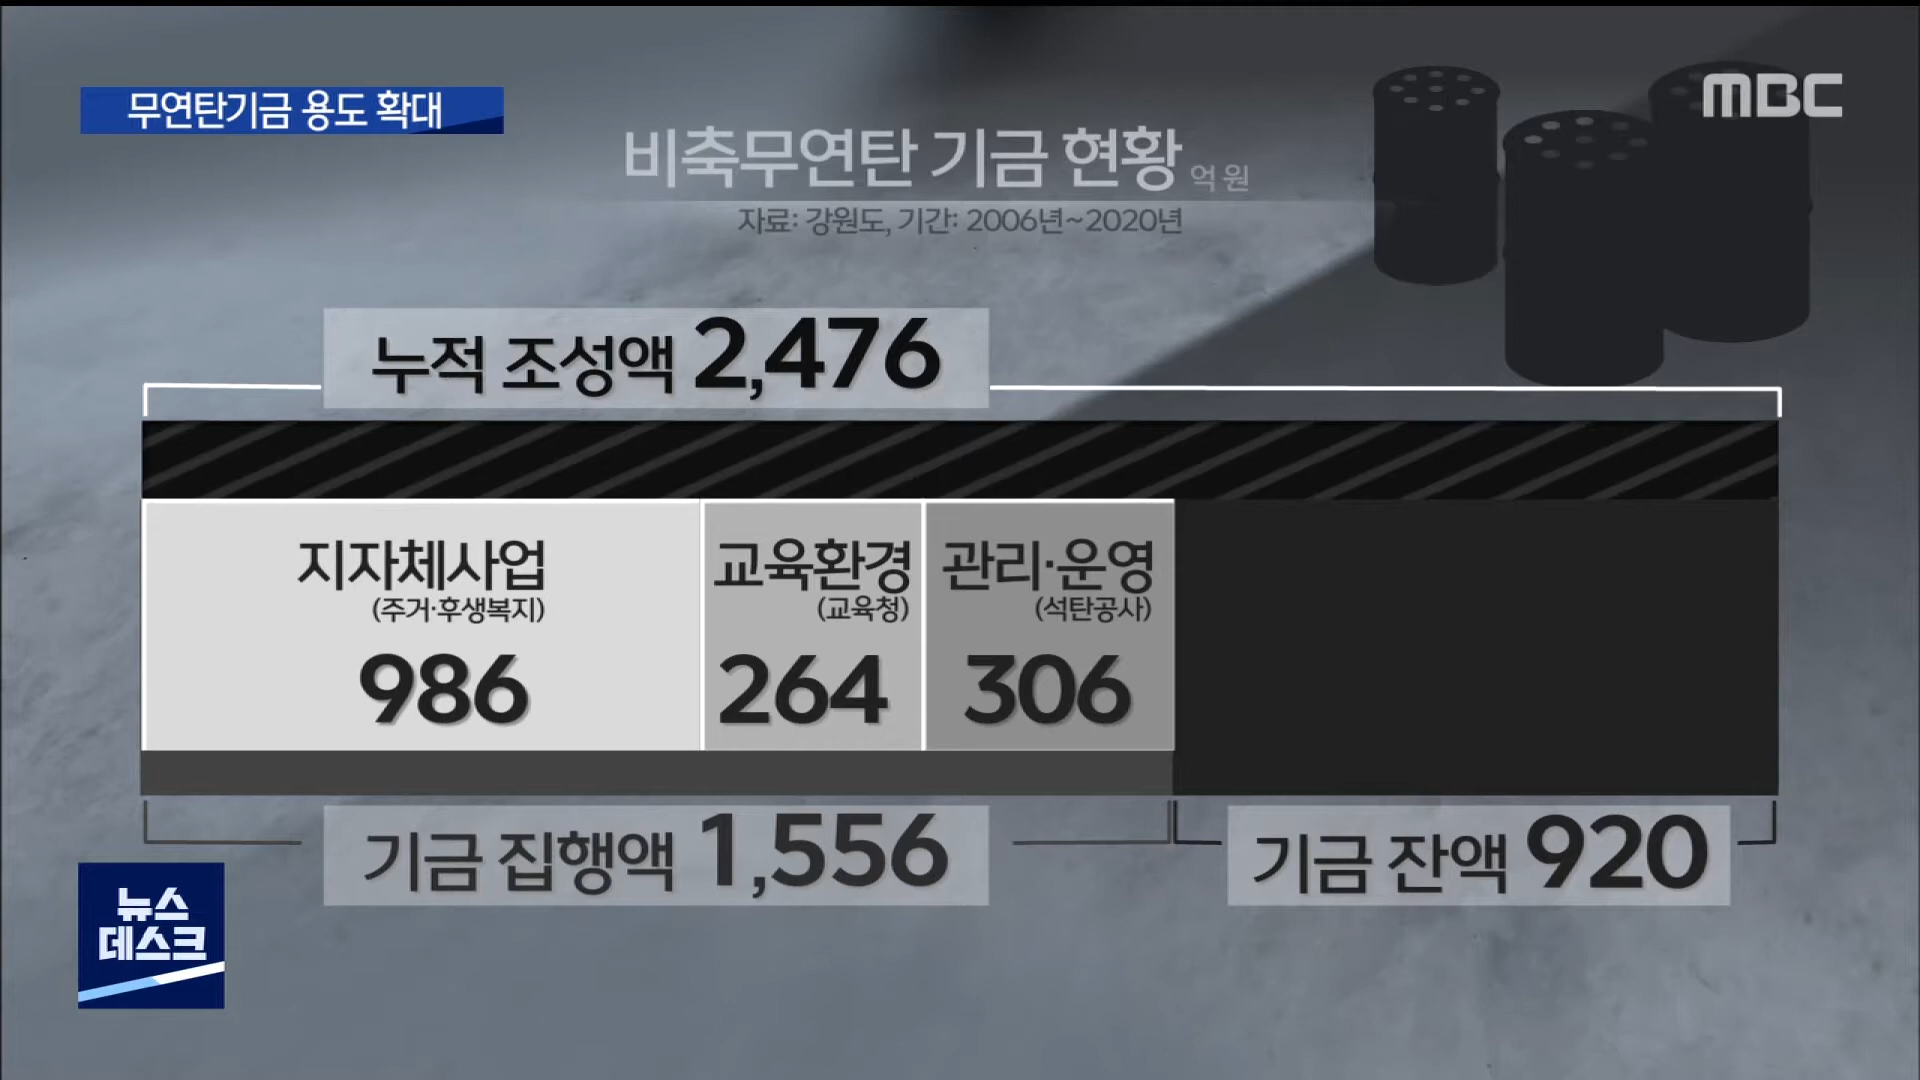 무연탄기금 용도 확대
MBC
비축무연탄 기금 현황 억 원
자료: 강원도, 기간: 2006년~2020년
누적 조성액 2,476
지자체사업 교육환경 관리·운영
(주거·후생복지) (교육청) (석탄공사)
986 264 306
기금 집행액 1,556 기금 잔액 920
뉴스
데스크